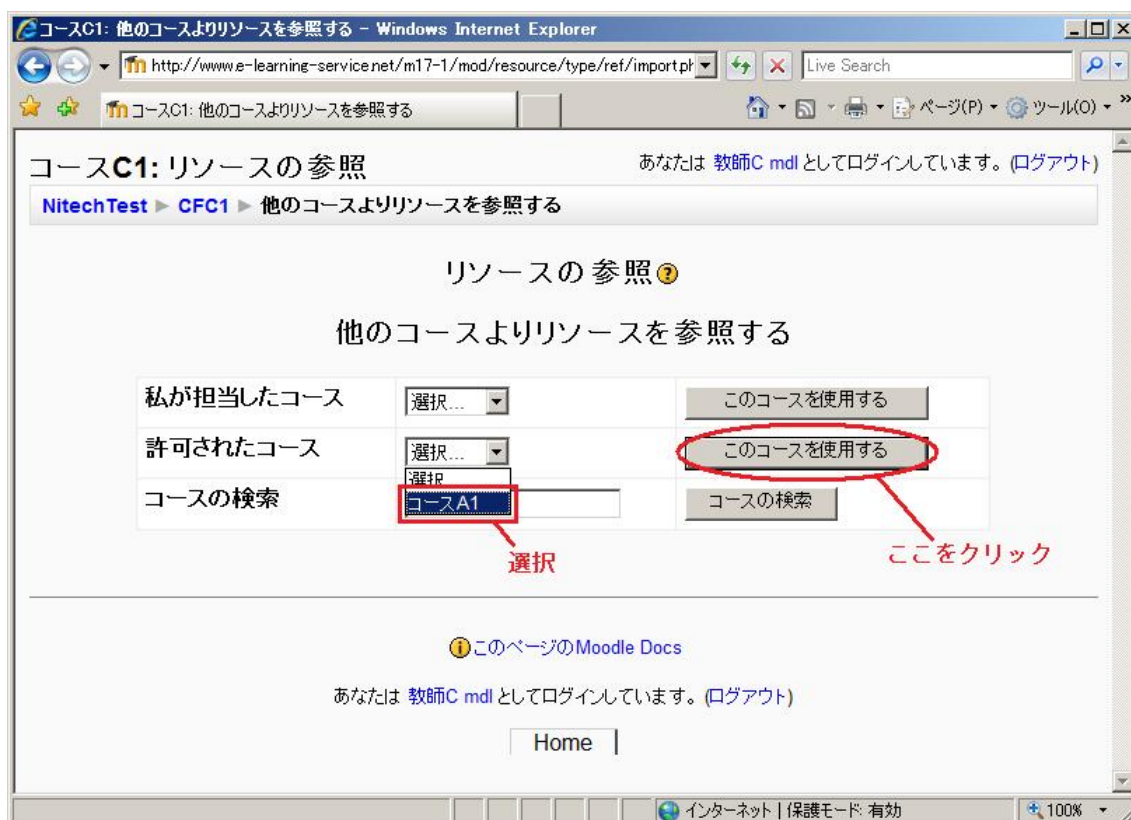 コースC1: 他のコースよりリソースを参照する - Windows Internet Explorer
http://www.e-learning-service.net/m17-1/mod/resource/type/ref/import.ph
Live Search
コースC1: 他のコースよりリソースを参照する
ページ(P) ツール(O) »
コースC1: リソースの参照
あなたは 教師C mdl としてログインしています。(ログアウト)
NitechTest ► CFC1 ► 他のコースよりリソースを参照する
リソースの参照
他のコースよりリソースを参照する
私が担当したコース 選択... このコースを使用する
許可されたコース 選択... このコースを使用する
選択
コースの検索 コースA1 コースの検索
選択
ここをクリック
このページのMoodle Docs
あなたは 教師C mdl としてログインしています。(ログアウト)
Home
インターネット | 保護モード: 有効 100%